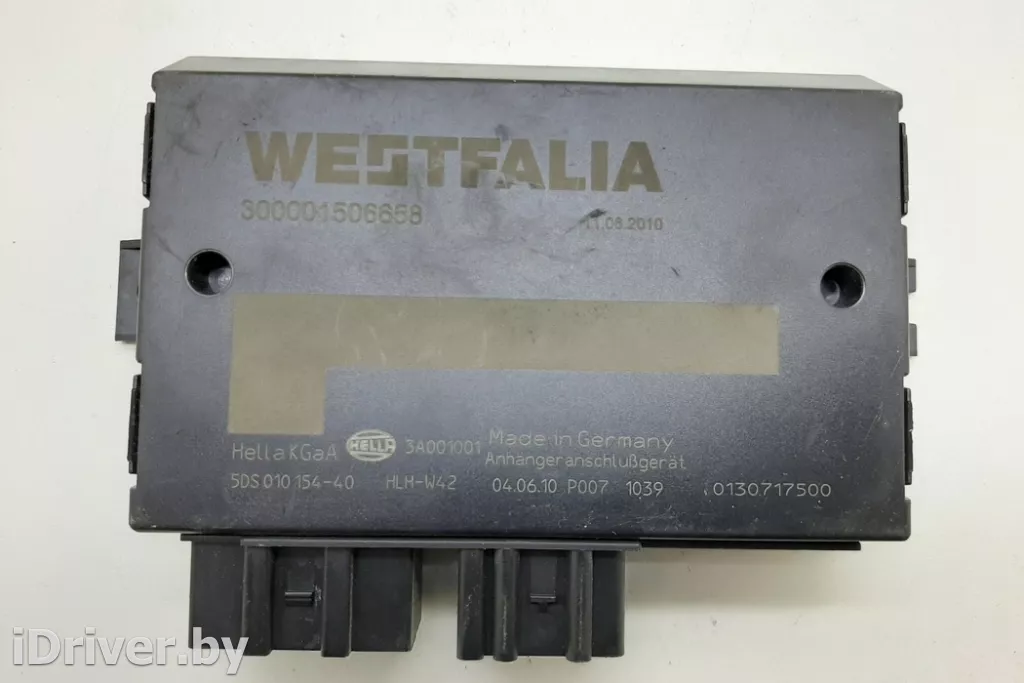 WESTFALIA
300001506658 11.06.2010
Hella KGaA HELLA 3A001001 Made in Germany
Anhängeranschlußgerät
5DS 010 154-40 HLM-W42 04.06.10 P007 1039 0130717500
iDriver.by